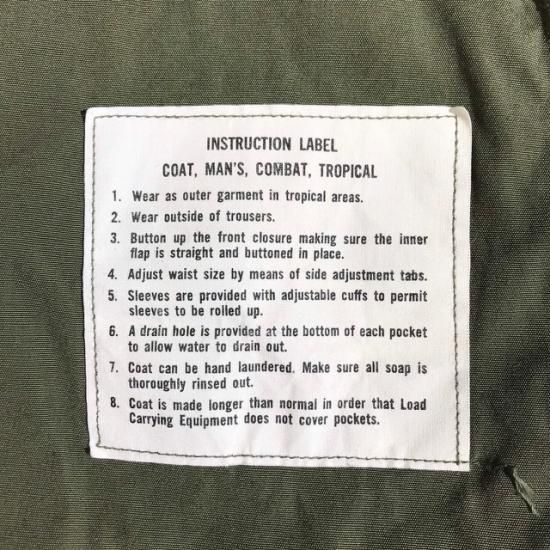 INSTRUCTION LABEL
COAT, MAN'S, COMBAT, TROPICAL
1. Wear as outer garment in tropical areas.
2. Wear outside of trousers.
3. Button up the front closure making sure the inner
flap is straight and buttoned in place.
4. Adjust waist size by means of side adjustment tabs.
5. Sleeves are provided with adjustable cuffs to permit
sleeves to be rolled up.
6. A drain hole is provided at the bottom of each pocket
to allow water to drain out.
7. Coat can be hand laundered. Make sure all soap is
thoroughly rinsed out.
8. Coat is made longer than normal in order that Load
Carrying Equipment does not cover pockets.